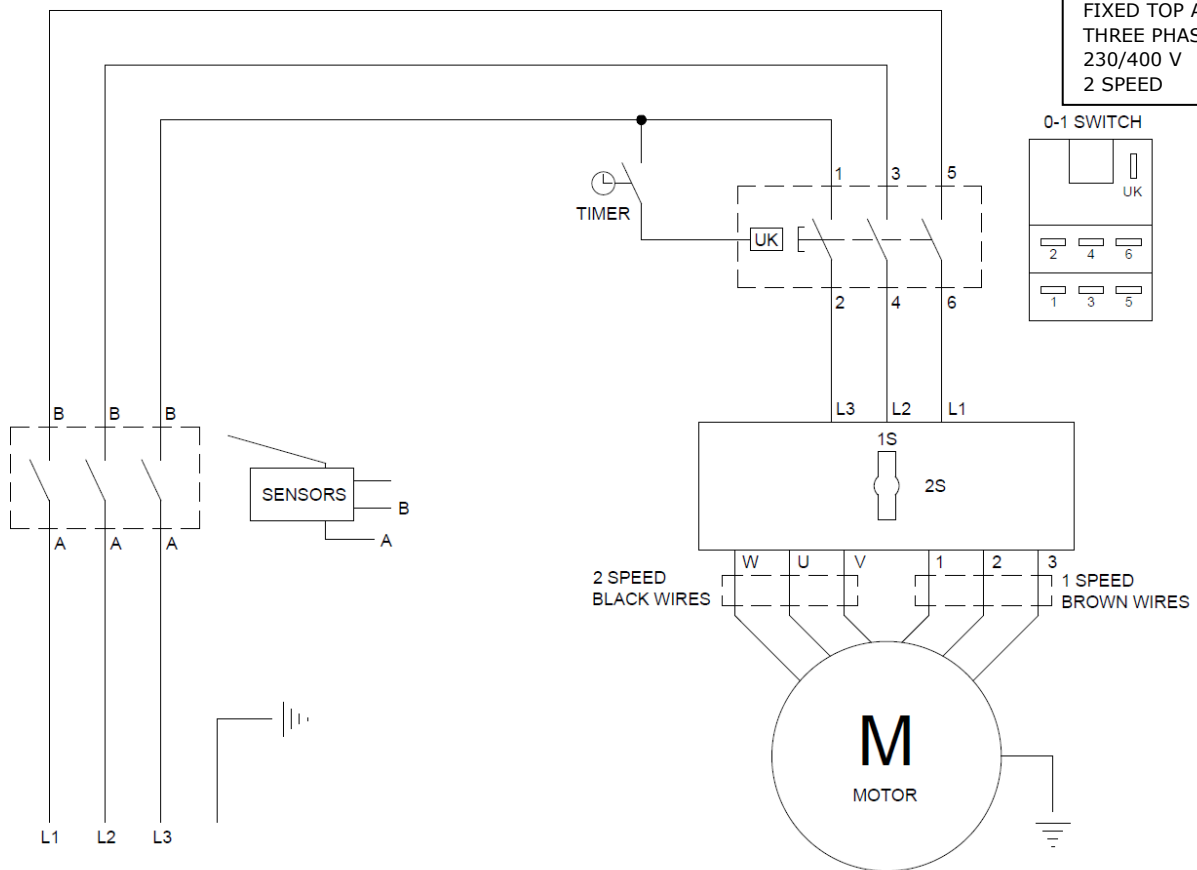 FIXED TOP A
THREE PHAS
230/400 V
2 SPEED
0-1 SWITCH
UK
2 4 6
1 3 5
1 3 5
TIMER
UK
2 4 6
B B B
L3 L2 L1
1S
2S
SENSORS
B
A
A A A
W U V 1 2 3
2 SPEED
BLACK WIRES
1 SPEED
BROWN WIRES
M
MOTOR
L1 L2 L3